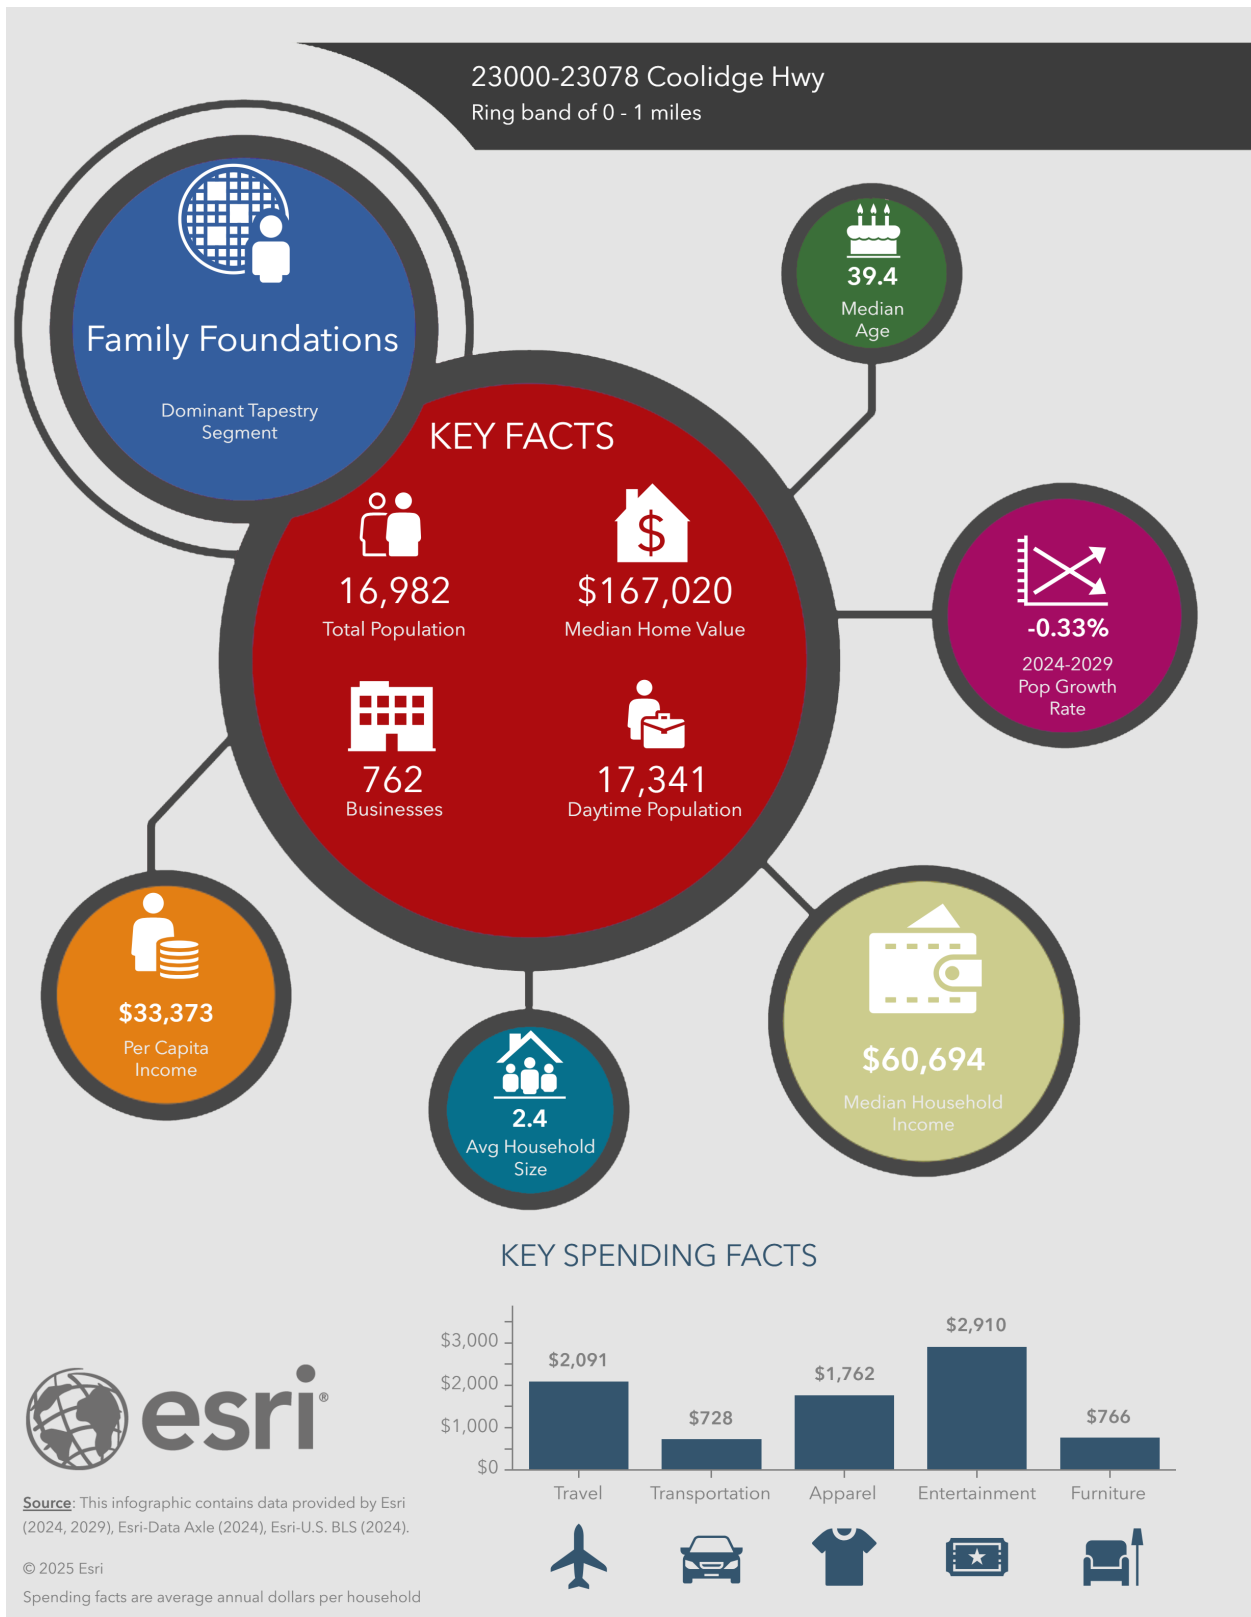 23000-23078 Coolidge Hwy
Ring band of 0 - 1 miles
Family Foundations
Dominant Tapestry
Segment
39.4
Median
Age
KEY FACTS
$
16,982
Total Population
$167,020
Median Home Value
762
Businesses
17,341
Daytime Population
-0.33%
2024-2029
Pop Growth
Rate
$33,373
Per Capita
Income
2.4
Avg Household
Size
$60,694
Median Household
Income
KEY SPENDING FACTS
$3,000
$2,000
$1,000
$0
$2,091
$728
$1,762
$2,910
$766
Travel
Transportation
Apparel
Entertainment
Furniture
esri®
Source: This infographic contains data provided by Esri
(2024, 2029), Esri-Data Axle (2024), Esri-U.S. BLS (2024).
© 2025 Esri
Spending facts are average annual dollars per household